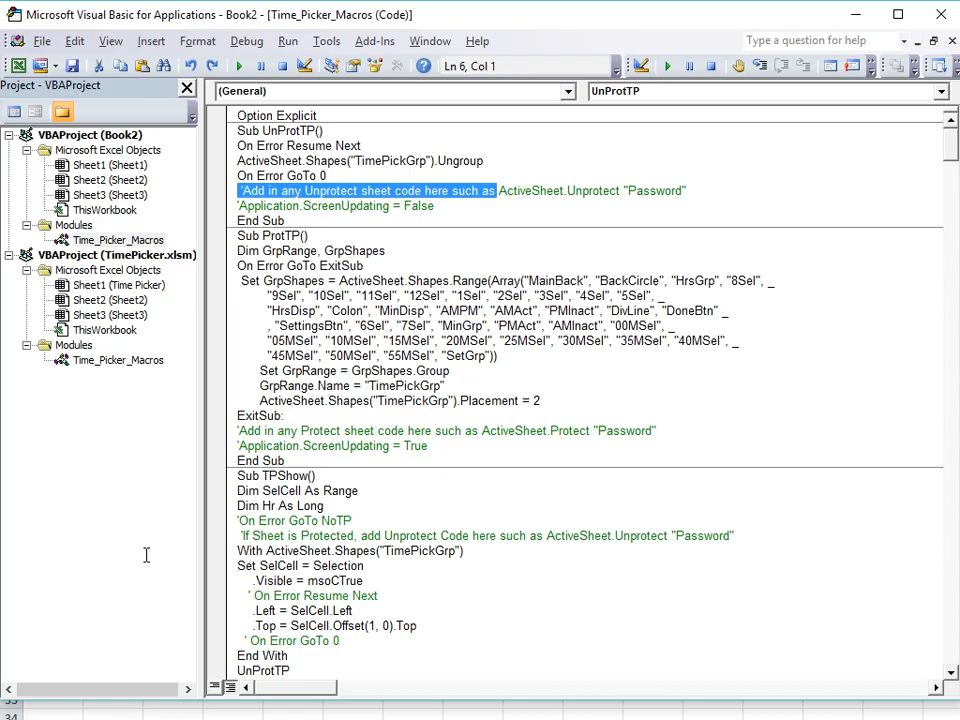 Microsoft Visual Basic for Applications - Book2 - [Time_Picker_Macros (Code)]
File Edit View Insert Format Debug Run Tools Add-Ins Window Help
Type a question for help
Ln 6, Col 1
Project - VBAProject
(General)
UnProtTP
VBAProject (Book2)
Microsoft Excel Objects
Sheet1 (Sheet1)
Sheet2 (Sheet2)
Sheet3 (Sheet3)
ThisWorkbook
Modules
Time_Picker_Macros
VBAProject (TimePicker.xlsm)
Microsoft Excel Objects
Sheet1 (Time Picker)
Sheet2 (Sheet2)
Sheet3 (Sheet3)
ThisWorkbook
Modules
Time_Picker_Macros
Option Explicit
Sub UnProtTP()
On Error Resume Next
ActiveSheet.Shapes("TimePickGrp").Ungroup
On Error GoTo 0
'Add in any Unprotect sheet code here such as ActiveSheet.Unprotect "Password"
'Application.ScreenUpdating = False
End Sub
Sub ProtTP()
Dim GrpRange, GrpShapes
On Error GoTo ExitSub
Set GrpShapes = ActiveSheet.Shapes.Range(Array("MainBack", "BackCircle", "HrsGrp", "8Sel", _
"9Sel", "10Sel", "11Sel", "12Sel", "1Sel", "2Sel", "3Sel", "4Sel", "5Sel", _
"HrsDisp", "Colon", "MinDisp", "AMPM", "AMAct", "PMInact", "DivLine", "DoneBtn" _
, "SettingsBtn", "6Sel", "7Sel", "MinGrp", "PMAct", "AMInact", "00MSel", _
"05MSel", "10MSel", "15MSel", "20MSel", "25MSel", "30MSel", "35MSel", "40MSel", _
"45MSel", "50MSel", "55MSel", "SetGrp"))
Set GrpRange = GrpShapes.Group
GrpRange.Name = "TimePickGrp"
ActiveSheet.Shapes("TimePickGrp").Placement = 2
ExitSub:
'Add in any Protect sheet code here such as ActiveSheet.Protect "Password"
'Application.ScreenUpdating = True
End Sub
Sub TPShow()
Dim SelCell As Range
Dim Hr As Long
'On Error GoTo NoTP
'If Sheet is Protected, add Unprotect Code here such as ActiveSheet.Unprotect "Password"
With ActiveSheet.Shapes("TimePickGrp")
Set SelCell = Selection
.Visible = msoCTrue
' On Error Resume Next
.Left = SelCell.Left
.Top = SelCell.Offset(1, 0).Top
' On Error GoTo 0
End With
UnProtTP
34